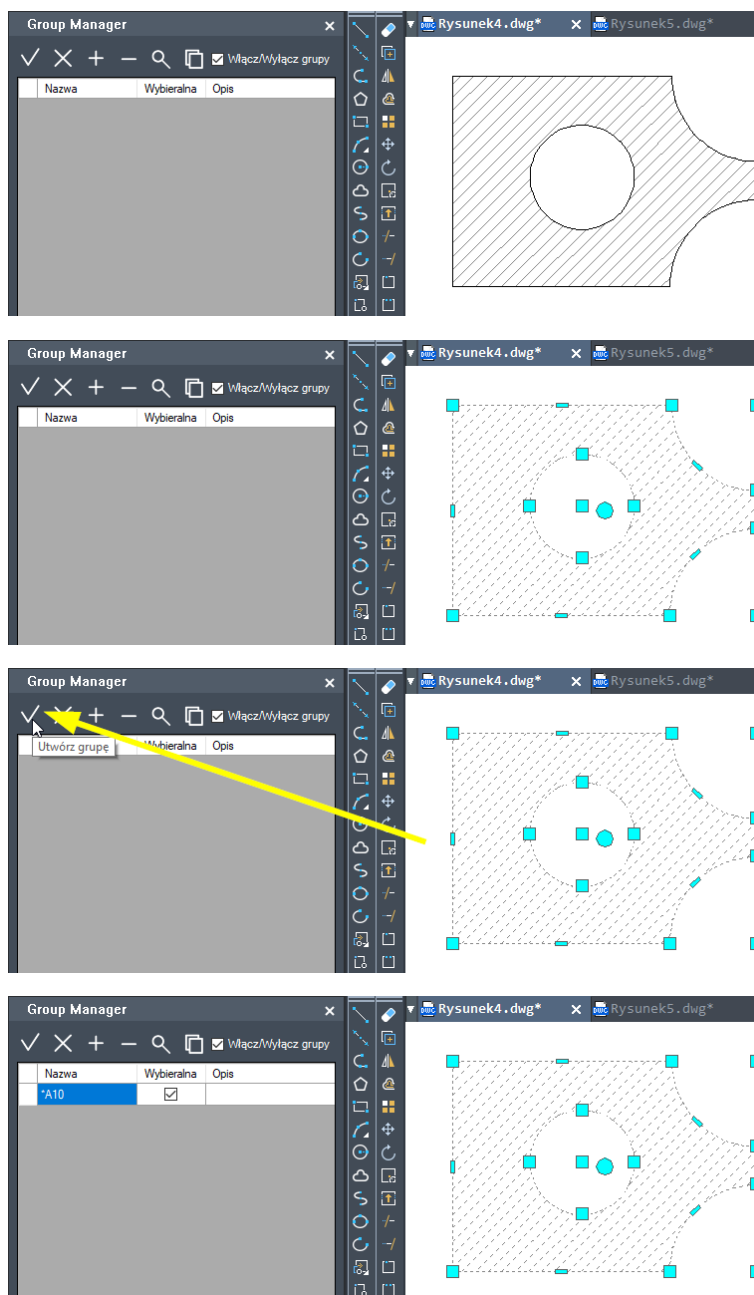 Group Manager
Rysunek4.dwg*
Rysunek5.dwg*
Włącz/Wyłącz grupy
Nazwa Wybieralna Opis
Group Manager
Rysunek4.dwg*
Rysunek5.dwg*
Włącz/Wyłącz grupy
Nazwa Wybieralna Opis
Group Manager
Rysunek4.dwg*
Rysunek5.dwg*
Włącz/Wyłącz grupy
Utwórz grupę
Wybieralna Opis
Group Manager
Rysunek4.dwg*
Rysunek5.dwg*
Włącz/Wyłącz grupy
Nazwa Wybieralna Opis
*A10